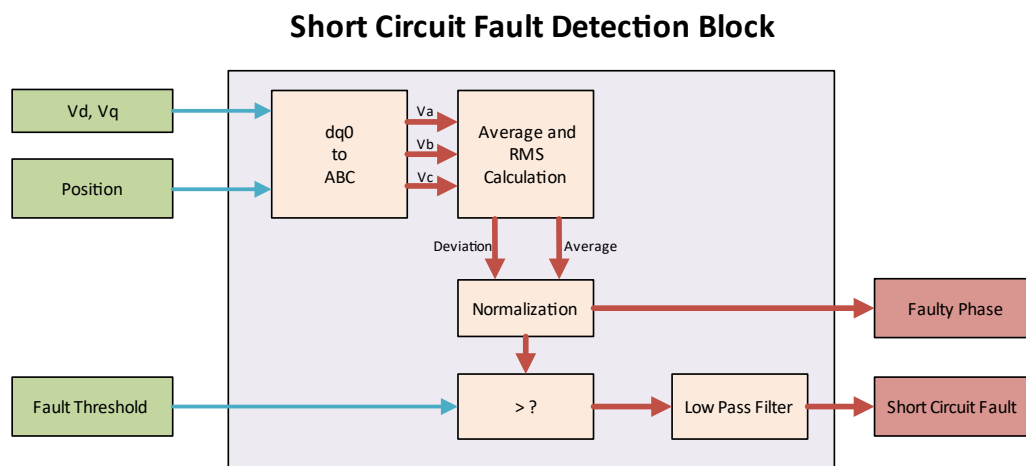 Short Circuit Fault Detection Block
Vd, Vq
Position
dq0
to
ABC
Va
Vb
Vc
Average and
RMS
Calculation
Deviation
Average
Normalization
Faulty Phase
Fault Threshold
> ?
Low Pass Filter
Short Circuit Fault